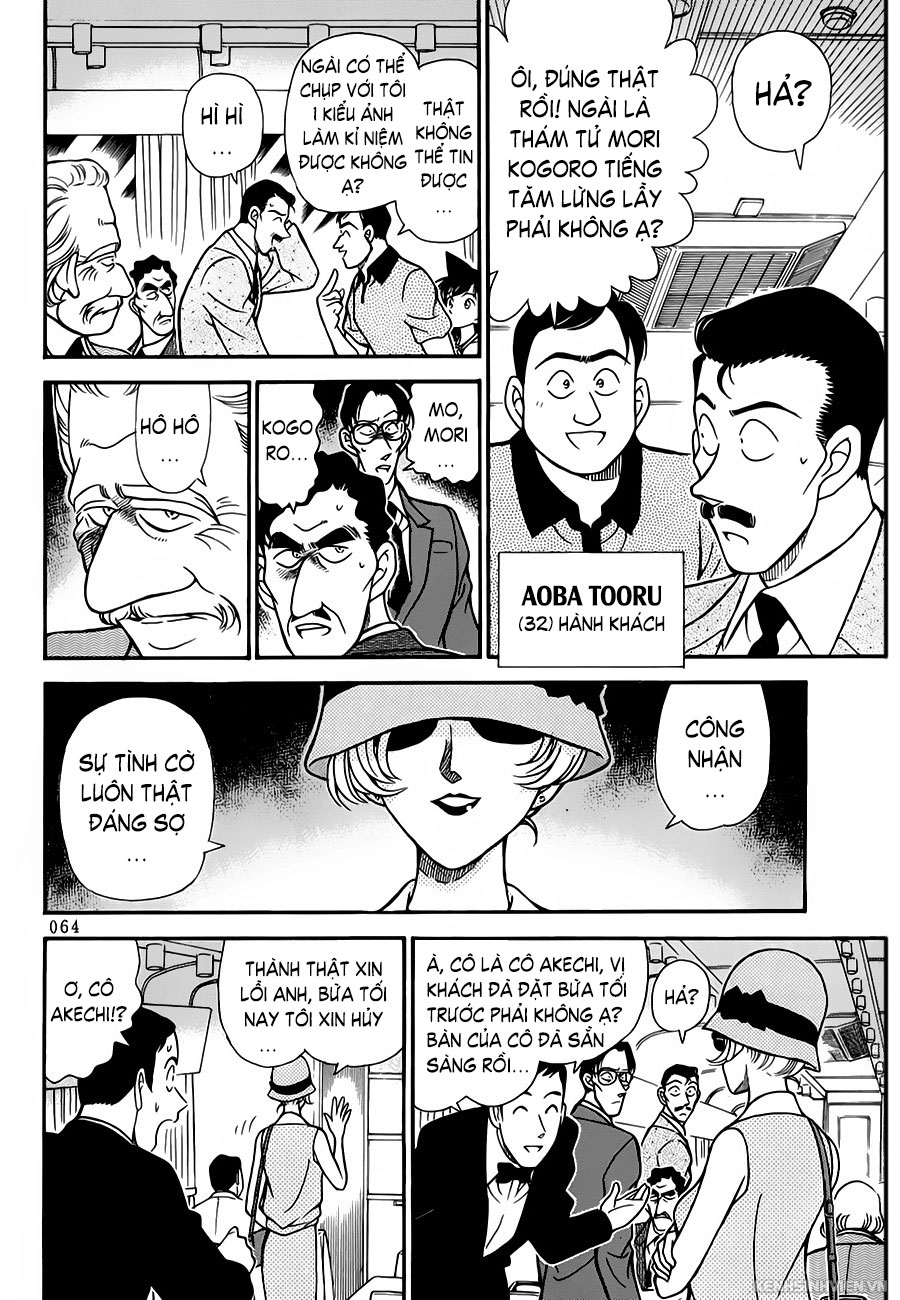 HẢ?
ÔI, ĐÚNG THẬT
RỒI! NGÀI LÀ
THÁM TỬ MORI
KOGORO TIẾNG
TĂM LỪNG LẪY
PHẢI KHÔNG Ạ?
AOBA TOORU
(32) HÀNH KHÁCH
THẬT
KHÔNG
THỂ TIN
ĐƯỢC
...
NGÀI CÓ THỂ
CHỤP VỚI TÔI
1 KIỂU ẢNH
LÀM KỈ NIỆM
ĐƯỢC KHÔNG
Ạ?
HÌ HÌ
...
MO,
MORI
...
KOGO
RO...
HÔ HÔ
...
CÔNG
NHẬN
...
SỰ TÌNH CỜ
LUÔN THẬT
ĐÁNG SỢ
...
064
HẢ?
À, CÔ LÀ CÔ AKECHI, VỊ
KHÁCH ĐÃ ĐẶT BỮA TỐI
TRƯỚC PHẢI KHÔNG Ạ?
BÀN CỦA CÔ ĐÃ SẴN
SÀNG RỒI...
THÀNH THẬT XIN
LỖI ANH, BỮA TỐI
NAY TÔI XIN HỦY
...
Ơ, CÔ
AKECHI!?
KENHSINHVIEN.VN